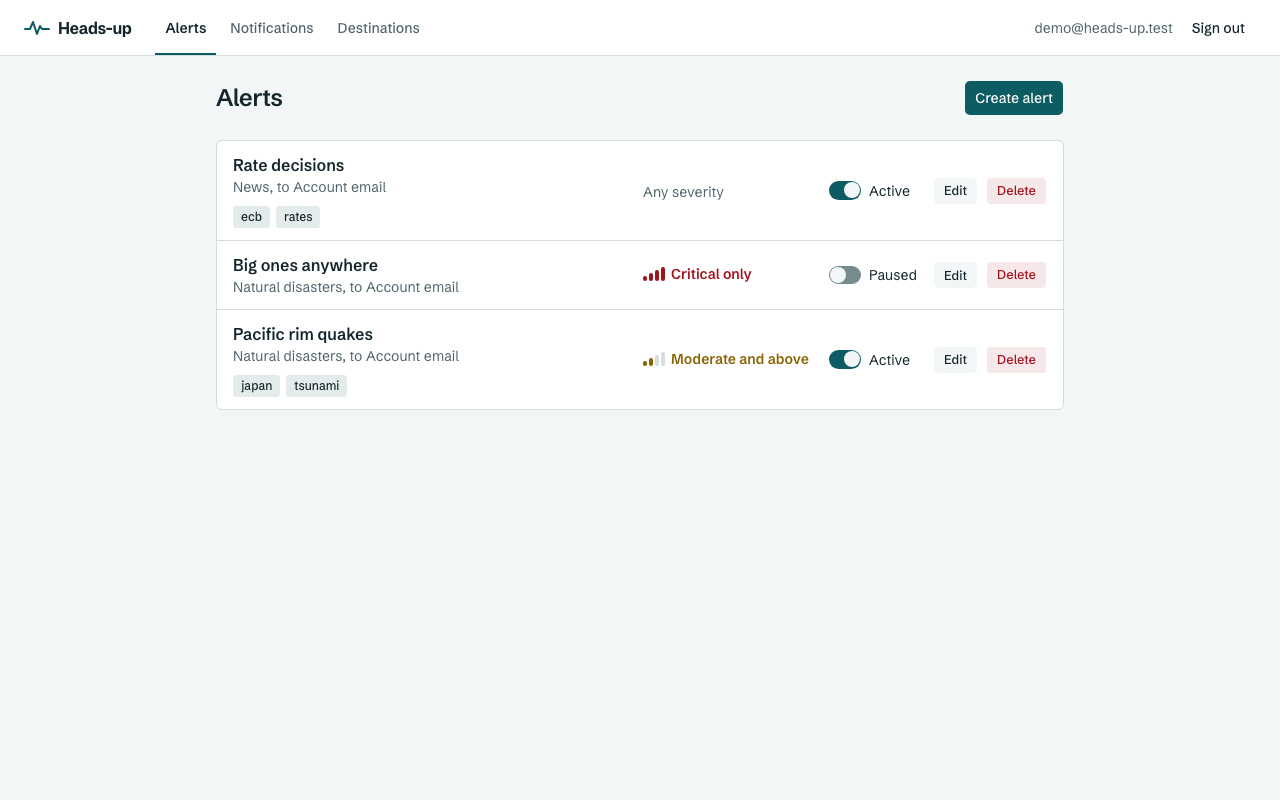 Heads-up
Alerts
Notifications
Destinations
demo@heads-up.test
Sign out
Alerts
Create alert
Rate decisions
News, to Account email
ecb
rates
Any severity
Active
Edit
Delete
Big ones anywhere
Natural disasters, to Account email
Critical only
Paused
Edit
Delete
Pacific rim quakes
Natural disasters, to Account email
japan
tsunami
Moderate and above
Active
Edit
Delete